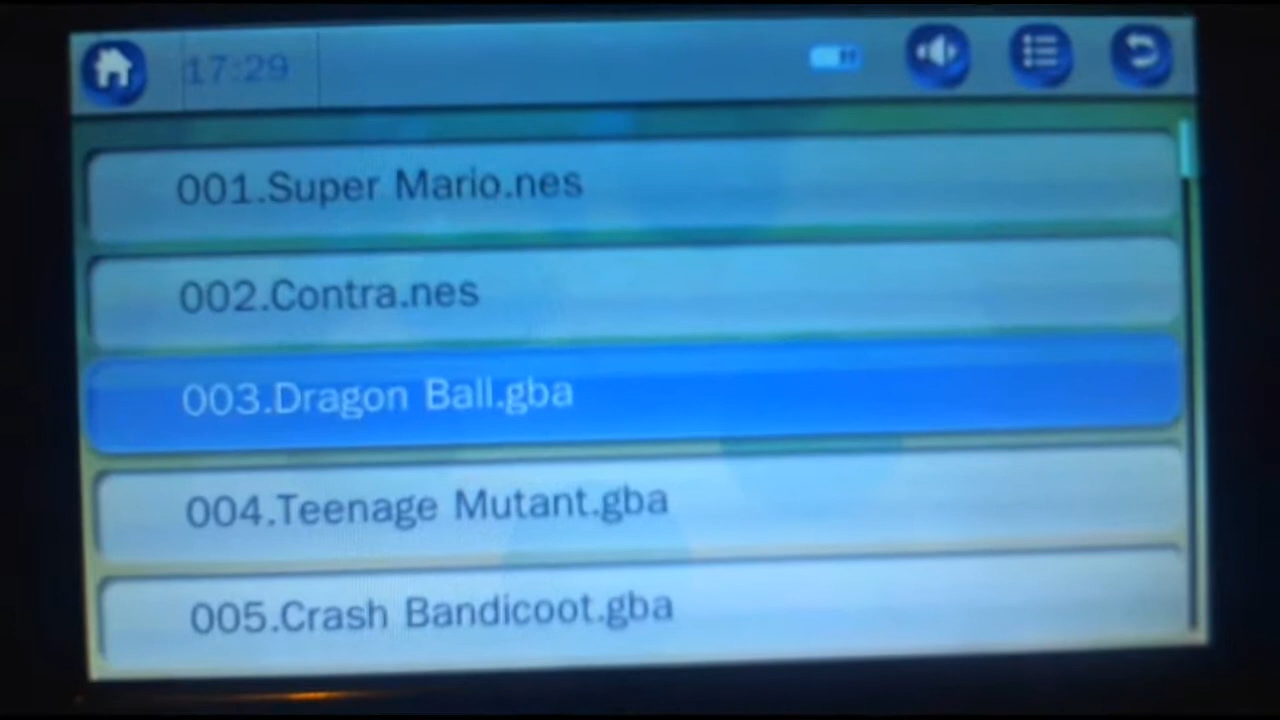 17:29
001.Super Mario.nes
002.Contra.nes
003.Dragon Ball.gba
004.Teenage Mutant.gba
005.Crash Bandicoot.gba